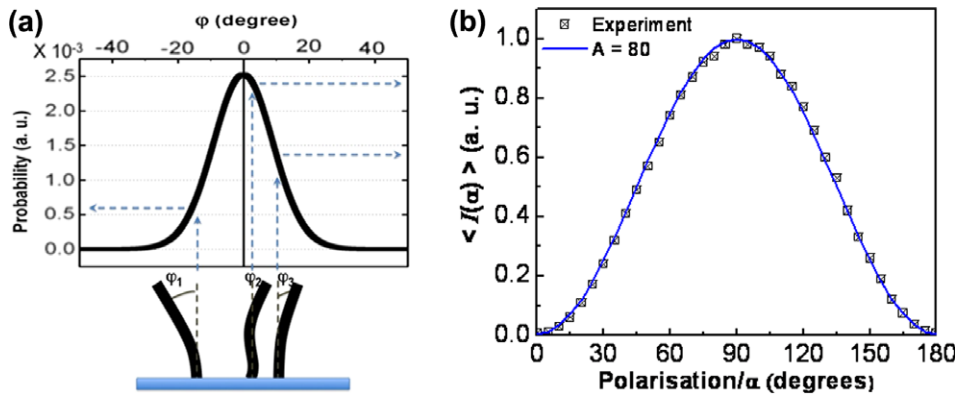 (a)
φ (degree)
X 10⁻³ -40 -20 0 20 40
2.5
2.0
1.5
1.0
0.5
0.0
Probability (a. u.)
φ₁ φ₂ φ₃
(b)
Experiment
A = 80
1.0
0.8
0.6
0.4
0.2
0.0
< I(α) > (a. u.)
0 30 60 90 120 150 180
Polarisation/α (degrees)